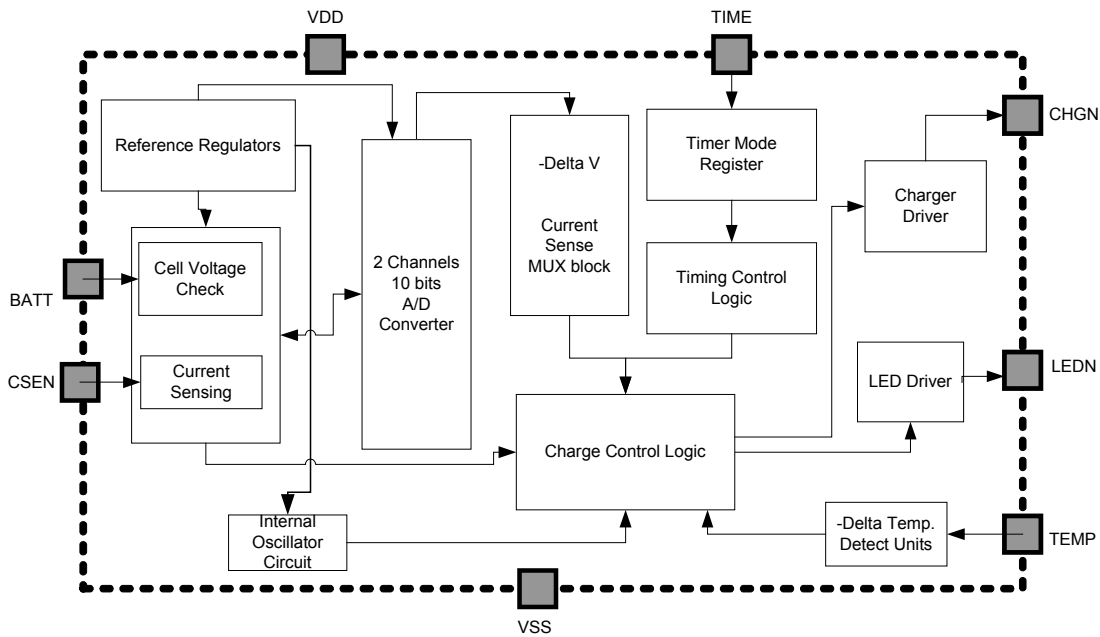 VDD
TIME
CHGN
Reference Regulators
Timer Mode
Register
-Delta V
Charger
Driver
Current
Sense
MUX block
2 Channels
10 bits
A/D
Converter
Cell Voltage
Check
Timing Control
Logic
BATT
CSEN
Current
Sensing
LED Driver
LEDN
Charge Control Logic
Internal
Oscillator
Circuit
-Delta Temp.
Detect Units
TEMP
VSS